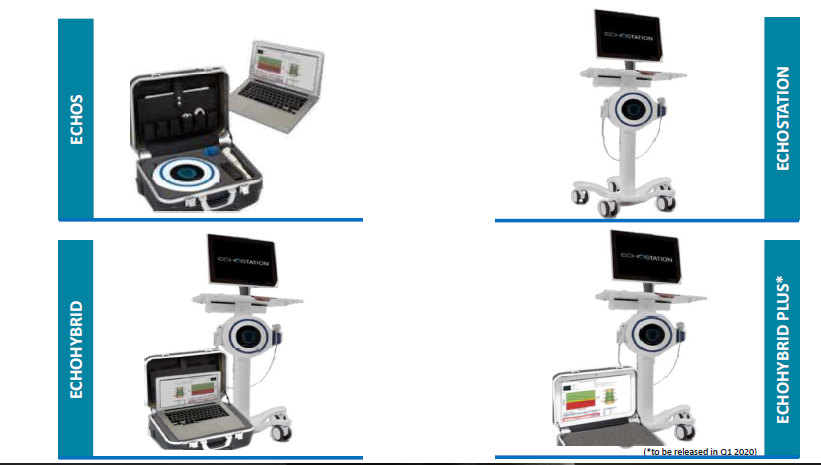 ECHOS
ECHOSTATION
ECHOSTATION
ECHOHYBRID
ECHOSTATION
ECHOSTATION
ECHOHYBRID PLUS*
(*to be released in Q1 2020)